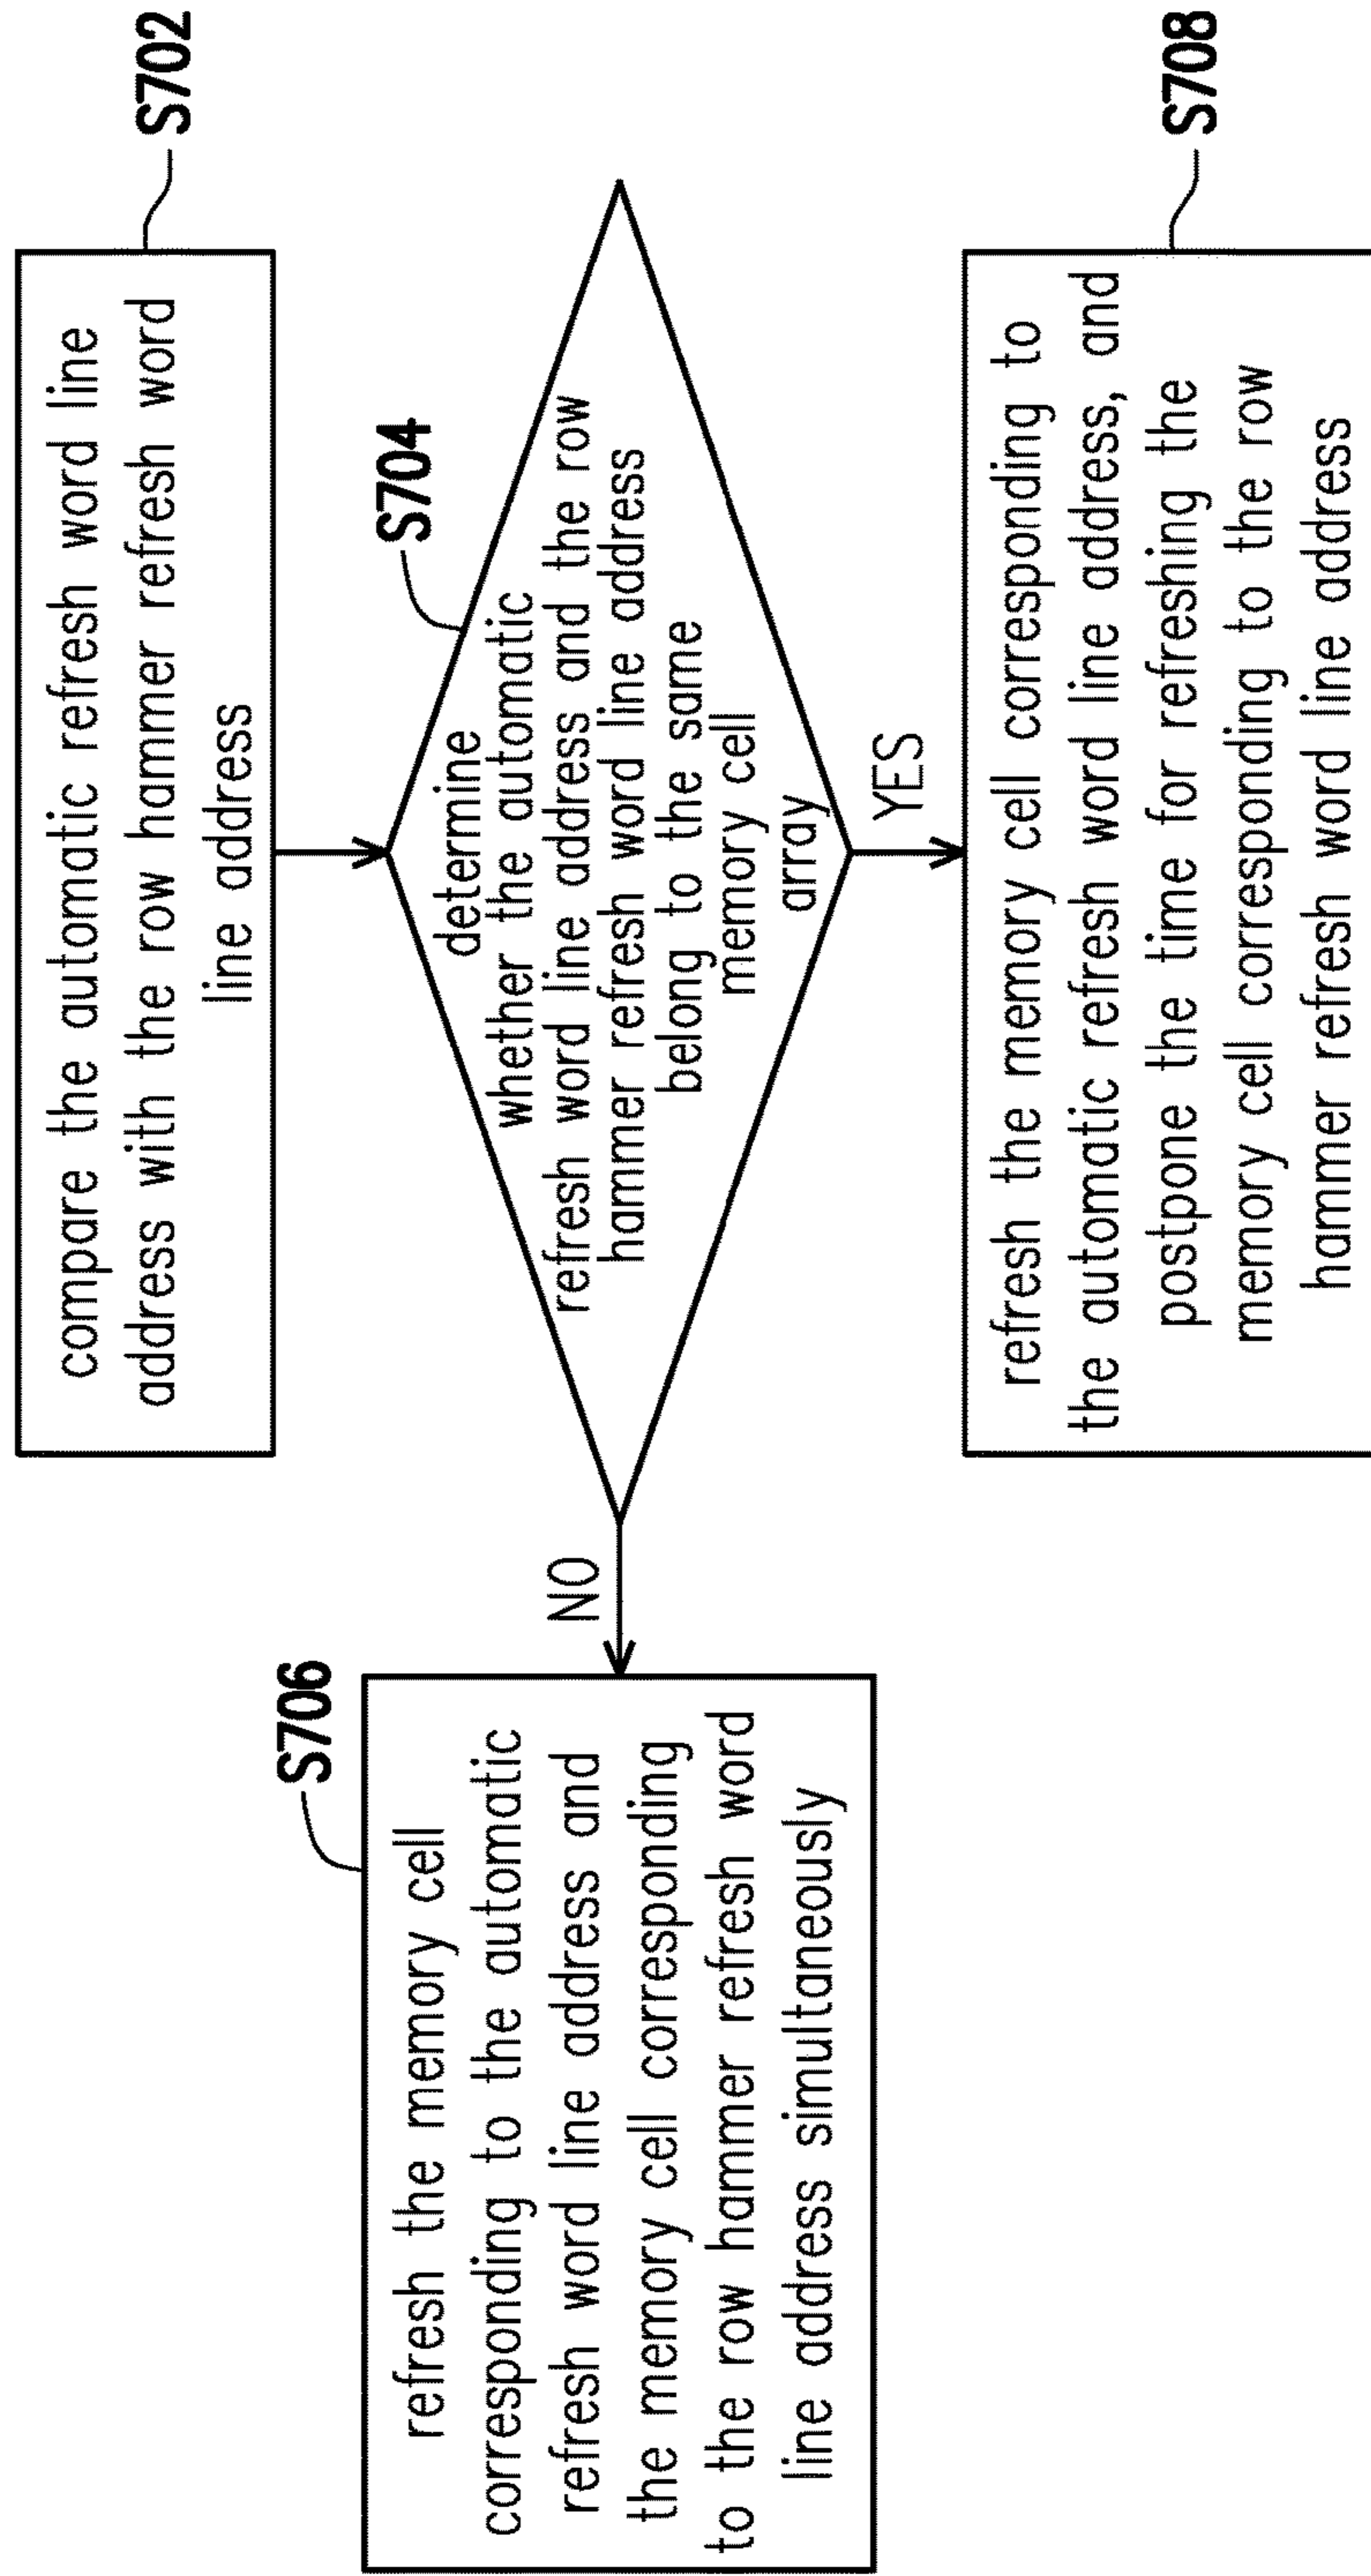 compare the automatic refresh word line
address with the row hammer refresh word
line address
S702
S704
determine
whether the automatic
refresh word line address and the row
hammer refresh word line address
belong to the same
memory cell
array
NO
YES
S706
refresh the memory cell
corresponding to the automatic
refresh word line address and
the memory cell corresponding
to the row hammer refresh word
line address simultaneously
refresh the memory cell corresponding to
the automatic refresh word line address, and
postpone the time for refreshing the
memory cell corresponding to the row
hammer refresh word line address
S708